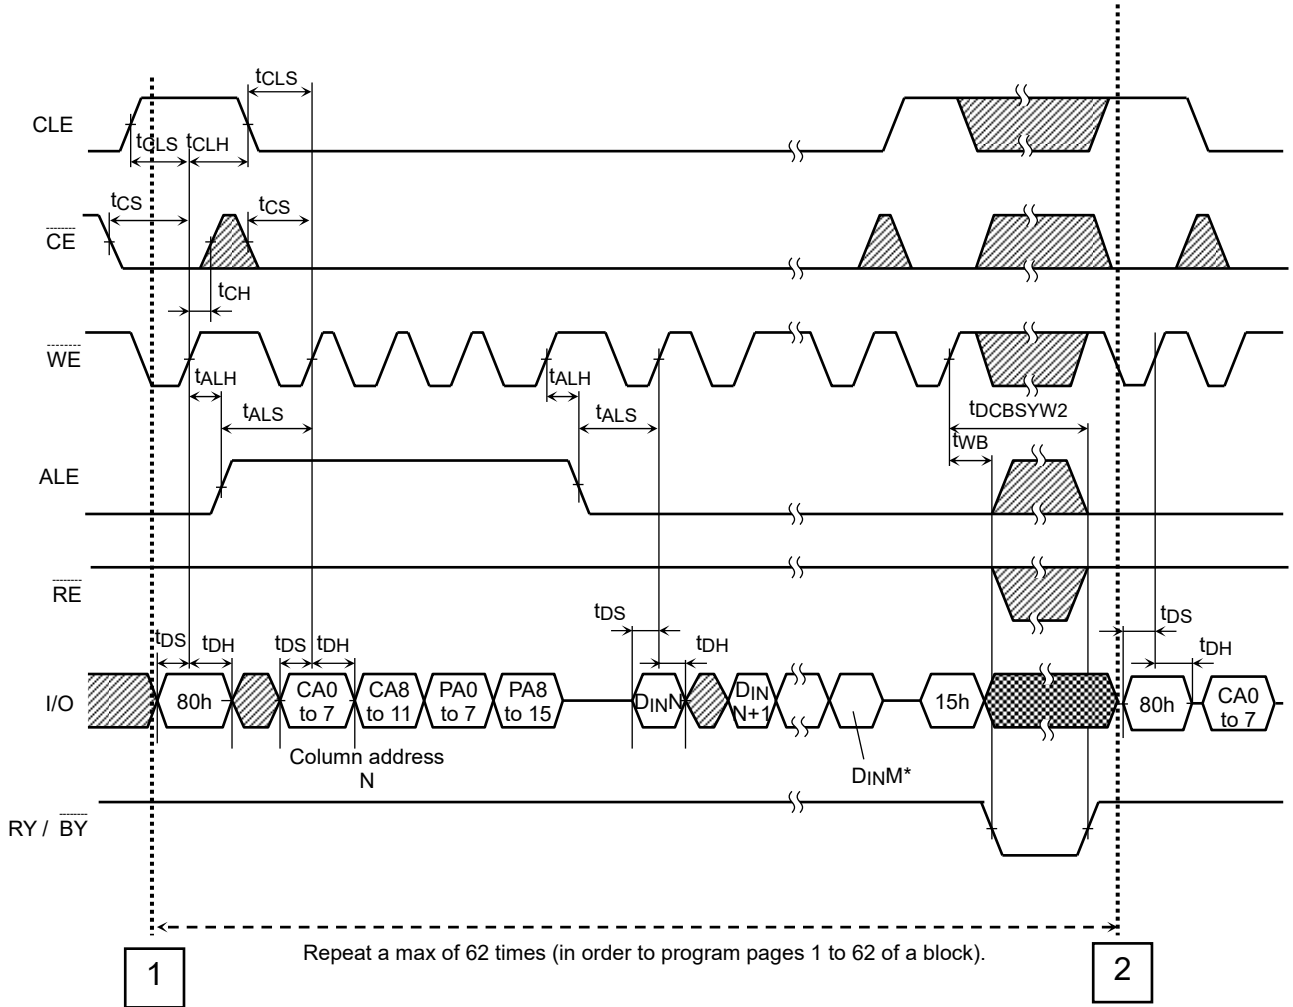 tCLS
CLE
tCLS
tCLH
tCS
tCS
CE
tCH
WE
tALH
tALH
tALS
tALS
tDCBSYW2
tWB
ALE
RE
tDS
tDS
tDS
tDH
tDS
tDH
tDH
tDH
I/O
80h
CA0
to 7
CA8
to 11
PA0
to 7
PA8
to 15
DINN
DIN
N+1
15h
80h
CA0
to 7
Column address
N
DINM*
RY / BY
Repeat a max of 62 times (in order to program pages 1 to 62 of a block).
1
2